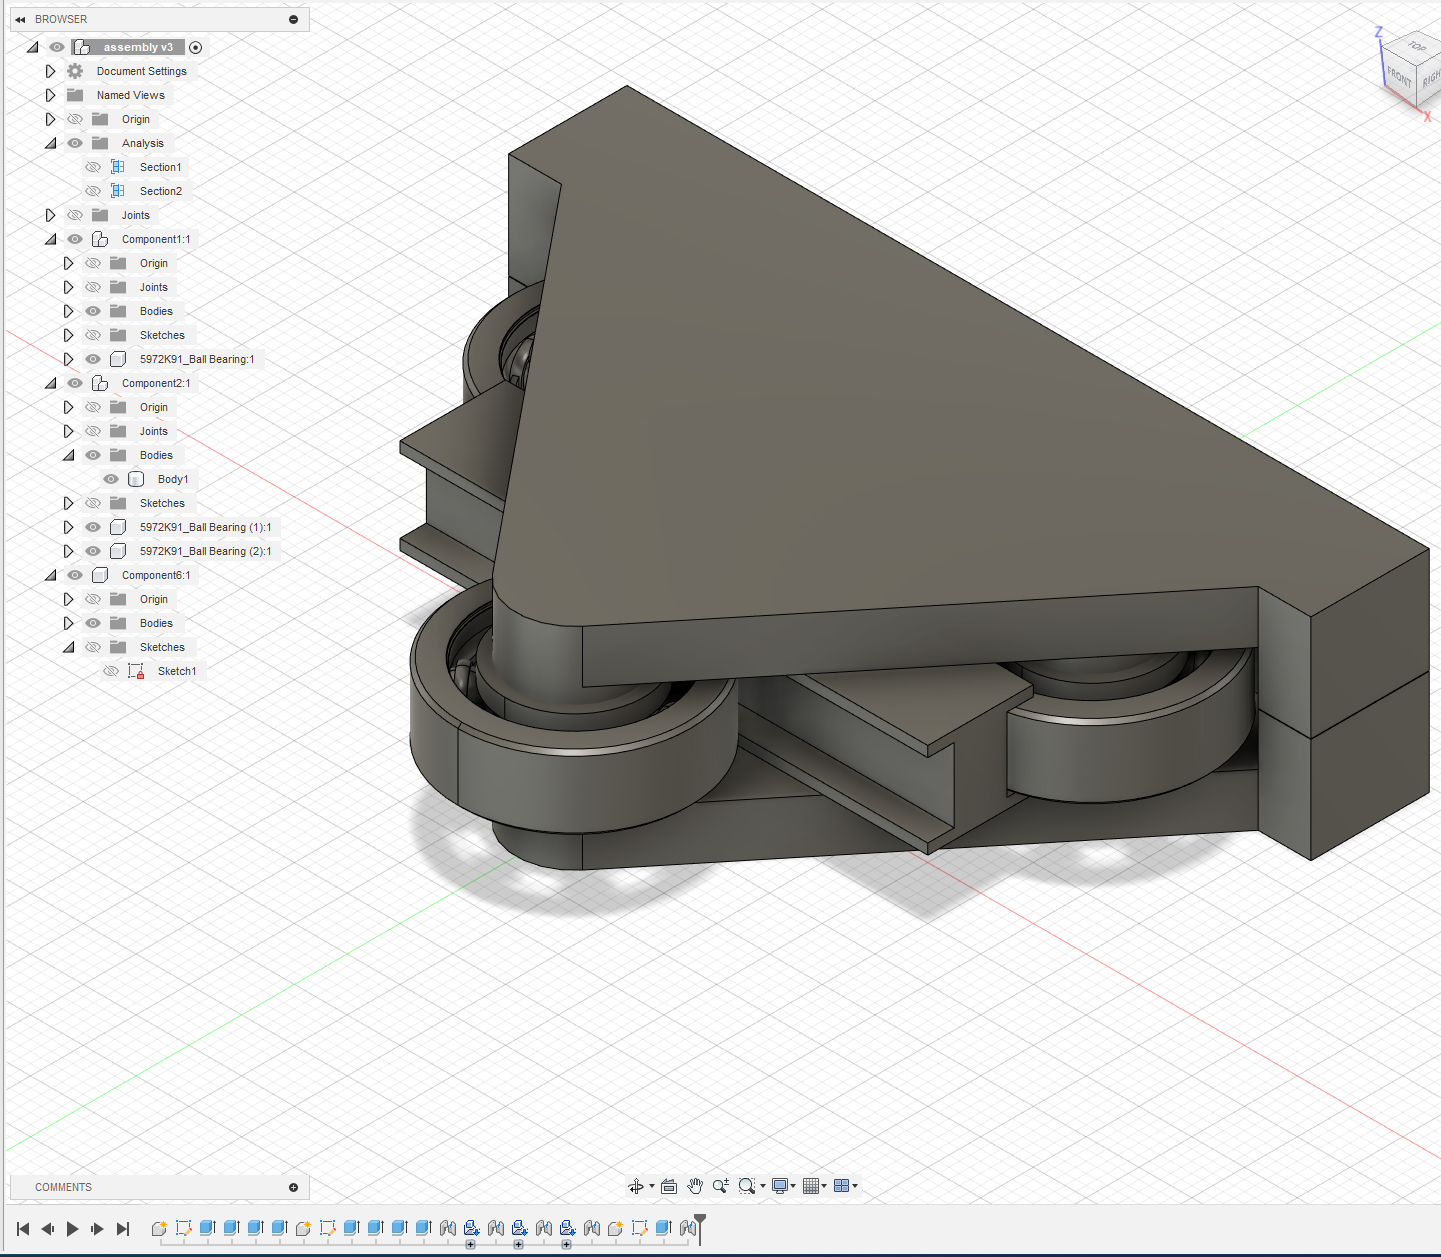 BROWSER
assembly v3
Document Settings
Named Views
Origin
Analysis
Section1
Section2
Joints
Component1:1
Origin
Joints
Bodies
Sketches
5972K91_Ball Bearing:1
Component2:1
Origin
Joints
Bodies
Body1
Sketches
5972K91_Ball Bearing (1):1
5972K91_Ball Bearing (2):1
Component6:1
Origin
Bodies
Sketches
Sketch1
Z
TOP
FRONT
RIGH
X
COMMENTS